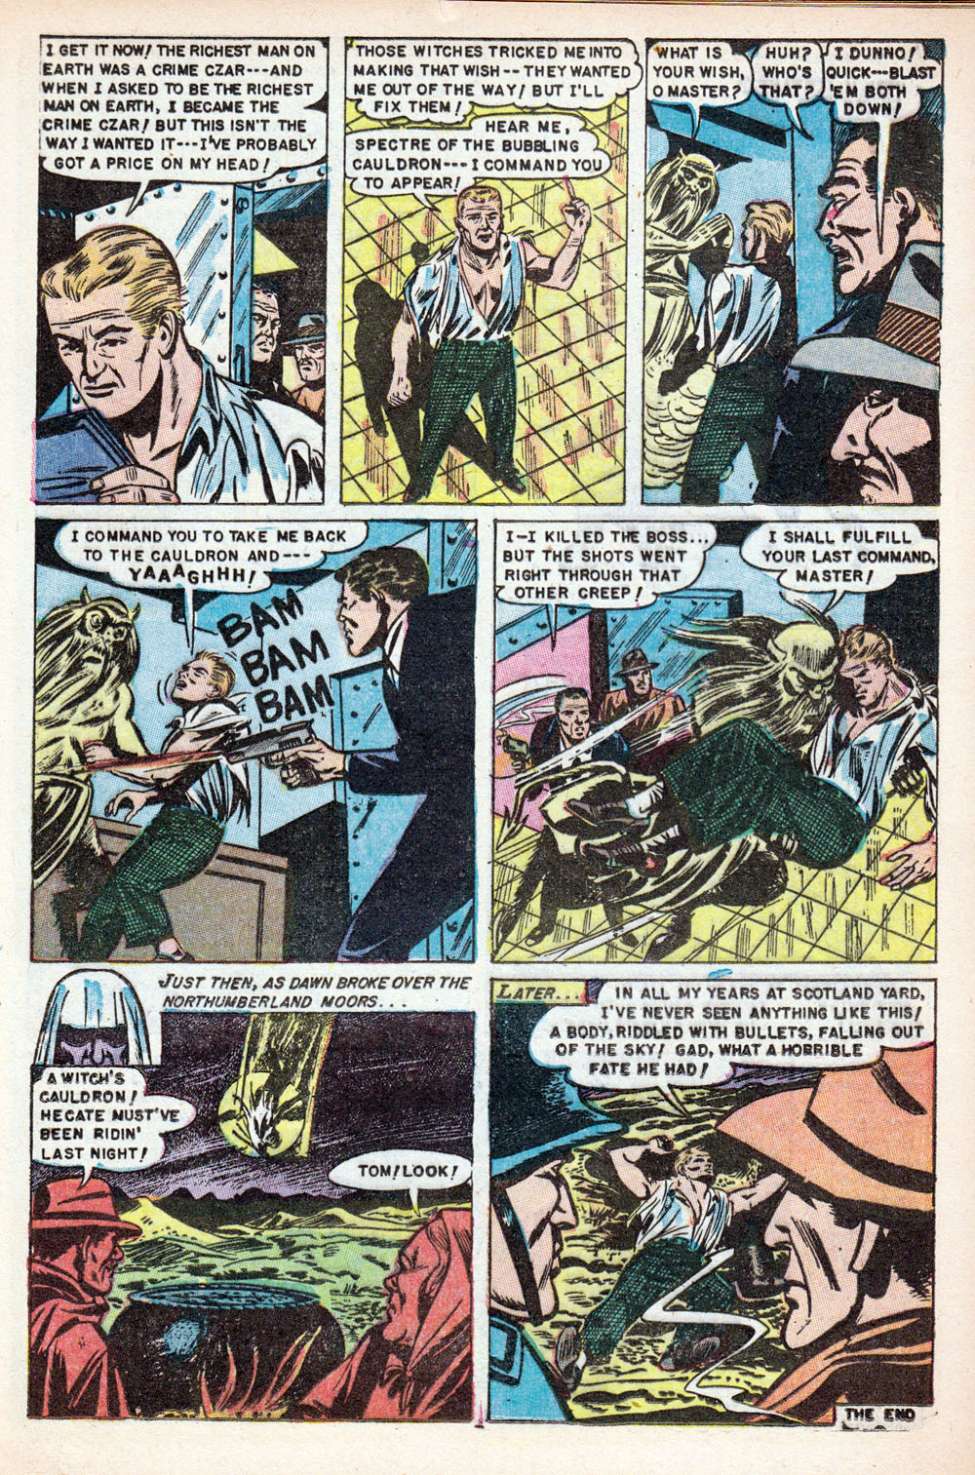 I GET IT NOW! THE RICHEST MAN ON
EARTH WAS A CRIME CZAR---AND
WHEN I ASKED TO BE THE RICHEST
MAN ON EARTH, I BECAME THE
CRIME CZAR! BUT THIS ISN'T THE
WAY I WANTED IT---I'VE PROBABLY
GOT A PRICE ON MY HEAD!
THOSE WITCHES TRICKED ME INTO
MAKING THAT WISH-- THEY WANTED
ME OUT OF THE WAY! BUT I'LL
FIX THEM!
HEAR ME,
SPECTRE OF THE BUBBLING
CAULDRON---I COMMAND YOU
TO APPEAR!
WHAT IS
YOUR WISH,
O MASTER?
HUH?
WHO'S
THAT?
I DUNNO!
QUICK---BLAST
'EM BOTH
DOWN!
I COMMAND YOU TO TAKE ME BACK
TO THE CAULDRON AND ---
YAAAGHHH!
BAM
BAM
BAM
I-I KILLED THE BOSS...
BUT THE SHOTS WENT
RIGHT THROUGH THAT
OTHER CREEP!
I SHALL FULFILL
YOUR LAST COMMAND,
MASTER!
JUST THEN, AS DAWN BROKE OVER THE
NORTHUMBERLAND MOORS...
A WITCH'S
CAULDRON!
HECATE MUST'VE
BEEN RIDIN'
LAST NIGHT!
TOM! LOOK!
LATER...
IN ALL MY YEARS AT SCOTLAND YARD,
I'VE NEVER SEEN ANYTHING LIKE THIS!
A BODY, RIDDLED WITH BULLETS, FALLING OUT
OF THE SKY! GAD, WHAT A HORRIBLE
FATE HE HAD!
THE END